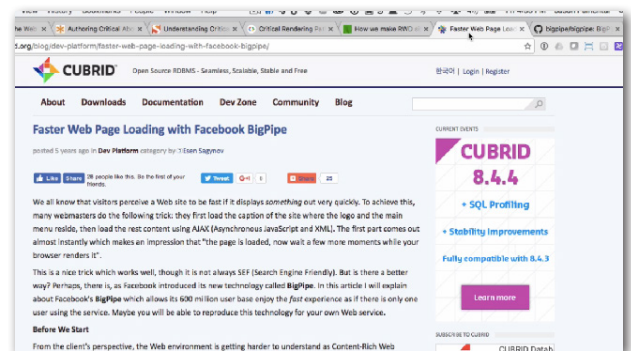 View History Bookmarks People Window Help
Authoring Critical Abo
Understanding Critic
Critical Rendering Pat
How we make RWD
Faster Web Page Load
bigpipe/bigpipe: BigP
d.org/blog/dev-platform/faster-web-page-loading-with-facebook-bigpipe/
CUBRID
Open Source RDBMS - Seamless, Scalable, Stable and Free
한국어 | Login | Register
About Downloads Documentation Dev Zone Community Blog
Faster Web Page Loading with Facebook BigPipe
posted 5 years ago in Dev Platform category by Esen Sagynov
Like Share 28 people like this. Be the first of your friends.
Tweet G+1 Share
We all know that visitors perceive a Web site to be fast if it displays something out very quickly. To achieve this,
many webmasters do the following trick: they first load the caption of the site where the logo and the main
menu reside, then load the rest content using AJAX (Asynchronous JavaScript and XML). The first part comes out
almost instantly which makes an impression that "the page is loaded, now wait a few more moments while your
browser renders it".
This is a nice trick which works well, though it is not always SEF (Search Engine Friendly). But is there a better
way? Perhaps, there is, as Facebook introduced its new technology called BigPipe. In this article I will explain
about Facebook's BigPipe which allows its 600 million user base enjoy the fast experience as if there is only one
user using the service. Maybe you will be able to reproduce this technology for your own Web service.
Before We Start
From the client's perspective, the Web environment is getting harder to understand as Content-Rich Web
CURRENT EVENTS
CUBRID
8.4.4
+ SQL Profiling
+ Stability Improvements
Fully compatible with 8.4.3
Learn more
SUBSCRIBE TO CUBRID
CUBRID Datab